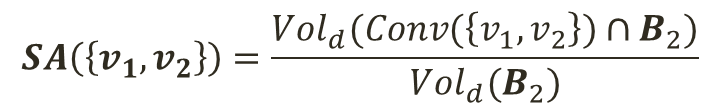 SA({v₁, v₂}) = Vol_d(Conv({v₁, v₂}) ∩ B₂) / Vol_d(B₂)